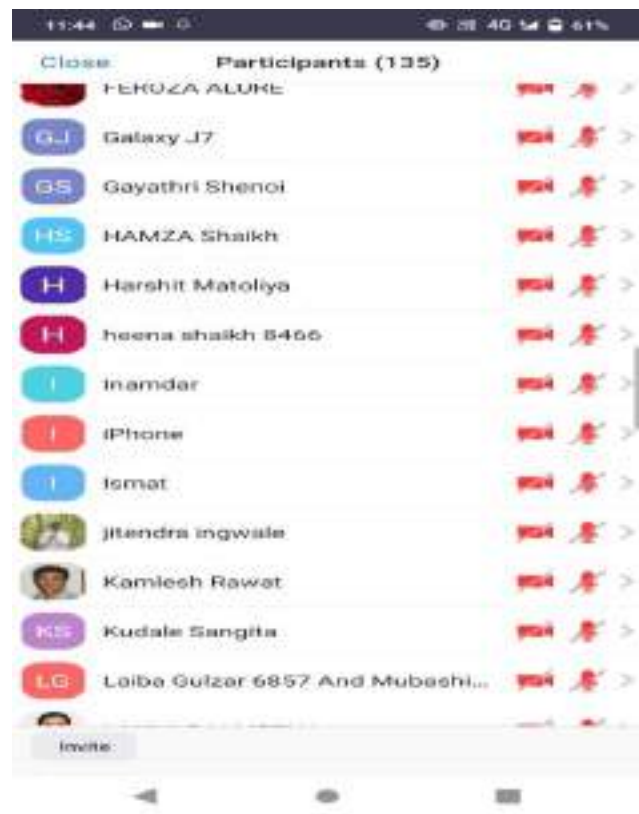 11:44 4G 61%
Close Participants (135)
FEROZA ALURE
GJ Galaxy J7
GS Gayathri Shenoi
HS HAMZA Shaikh
H Harshit Matoliya
H heena shaikh 8466
I Inamdar
I iPhone
I Ismat
jitendra ingwale
Kamlesh Rawat
KS Kudale Sangita
LG Laiba Gulzar 6857 And Mubashi...
Invite